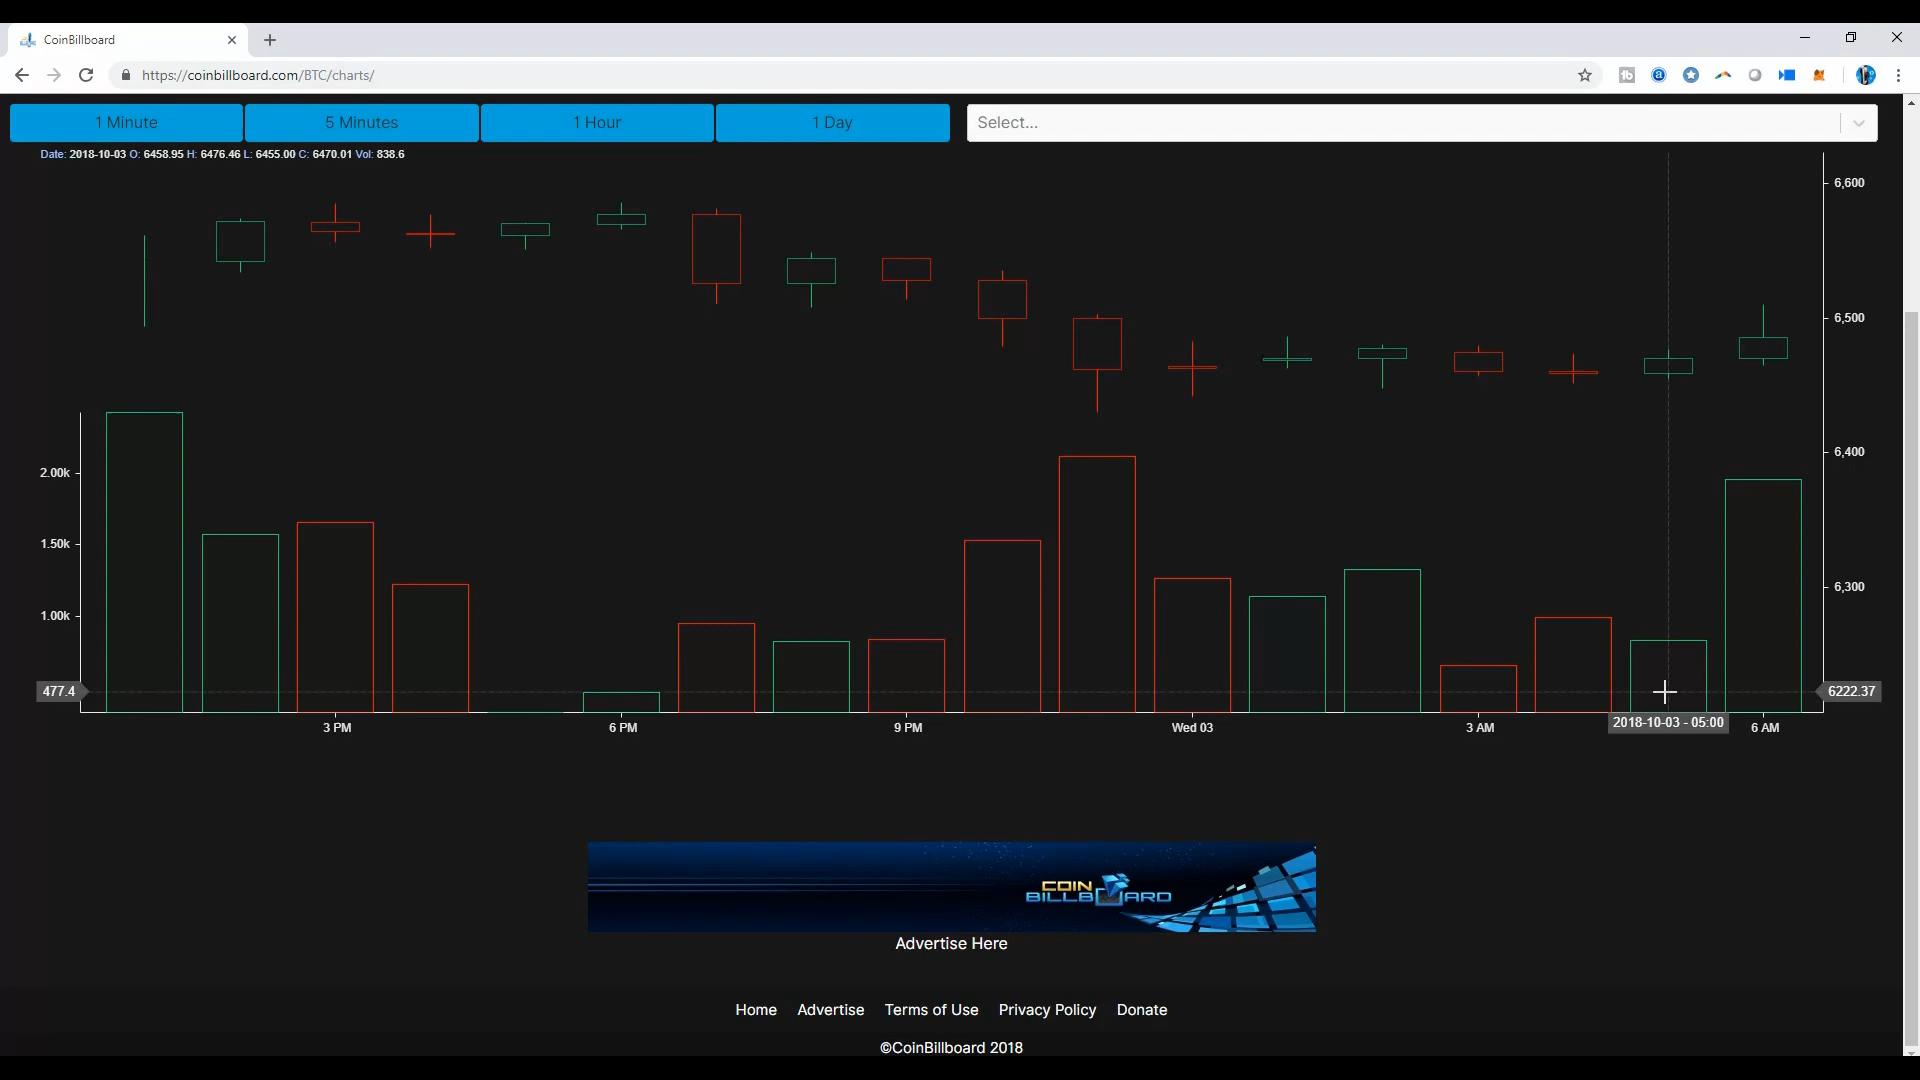 CoinBillboard
https://coinbillboard.com/BTC/charts/
1 Minute 5 Minutes 1 Hour 1 Day Select...
Date: 2018-10-03 O: 6458.95 H: 6476.46 L: 6455.00 C: 6470.01 Vol: 838.6
6,600
6,500
6,400
2.00k
1.50k
6,300
1.00k
477.4 6222.37
2018-10-03 - 05:00
3 PM 6 PM 9 PM Wed 03 3 AM 6 AM
COIN
BILLBOARD
Advertise Here
Home Advertise Terms of Use Privacy Policy Donate
©CoinBillboard 2018